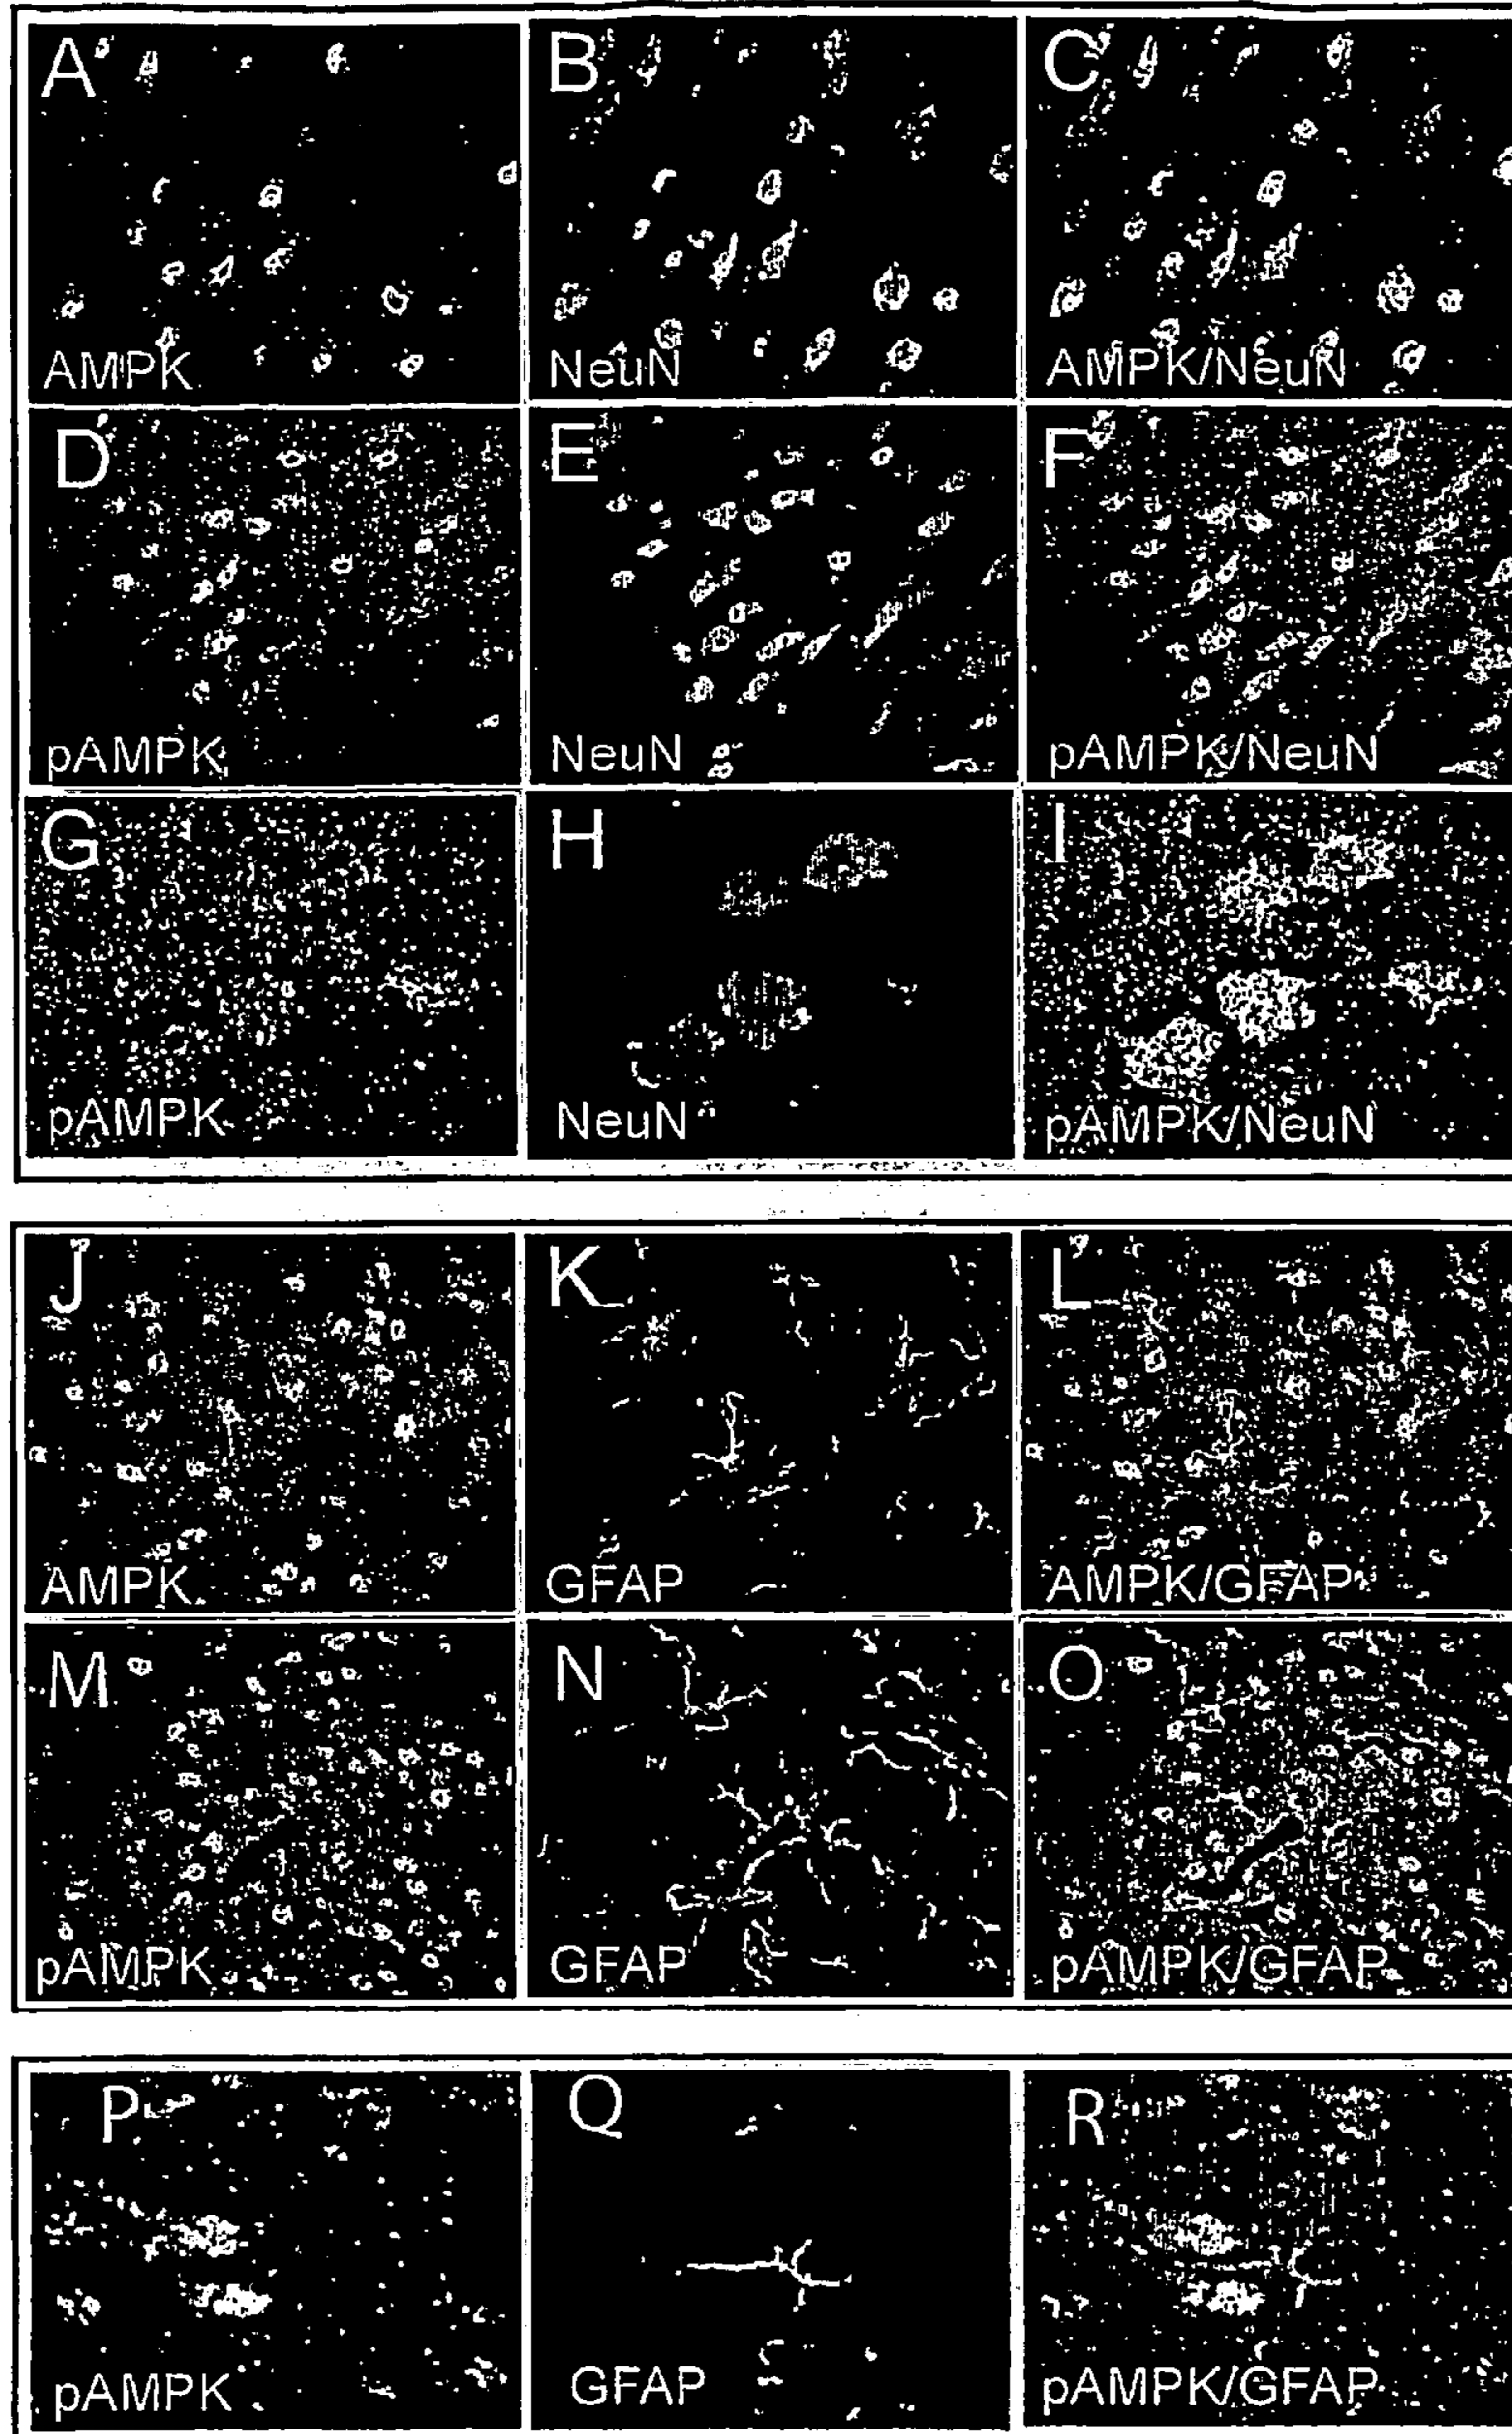 A
B
C
AMPK
NeuN
AMPK/NeuN
D
E
F
pAMPK
NeuN
pAMPK/NeuN
G
H
I
pAMPK
NeuN
pAMPK/NeuN
J
K
L
AMPK
GFAP
AMPK/GFAP
M
N
O
pAMPK
GFAP
pAMPK/GFAP
P
Q
R
pAMPK
GFAP
pAMPK/GFAP